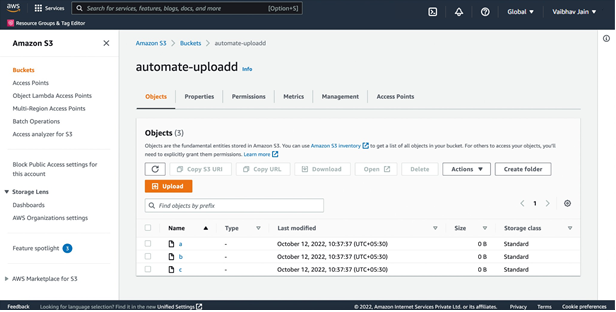 aws
Services
Search for services, features, blogs, docs, and more
[Option+S]
Global
Vaibhav Jain
Resource Groups & Tag Editor
Amazon S3
Buckets
Access Points
Object Lambda Access Points
Multi-Region Access Points
Batch Operations
Access analyzer for S3
Block Public Access settings for
this account
Storage Lens
Dashboards
AWS Organizations settings
Feature spotlight 3
AWS Marketplace for S3
Amazon S3 > Buckets > automate-uploadd
automate-uploadd Info
Objects Properties Permissions Metrics Management Access Points
Objects (3)
Objects are the fundamental entities stored in Amazon S3. You can use Amazon S3 inventory to get a list of all objects in your bucket. For others to access your objects, you'll
need to explicitly grant them permissions. Learn more
Copy S3 URI Copy URL Download Open Delete Actions Create folder
Upload
Find objects by prefix
1
Name Type Last modified Size Storage class
a - October 12, 2022, 10:37:37 (UTC+05:30) 0 B Standard
b - October 12, 2022, 10:37:37 (UTC+05:30) 0 B Standard
c - October 12, 2022, 10:37:37 (UTC+05:30) 0 B Standard
Feedback Looking for language selection? Find it in the new Unified Settings
© 2022, Amazon Internet Services Private Ltd. or its affiliates. Privacy Terms Cookie preferences